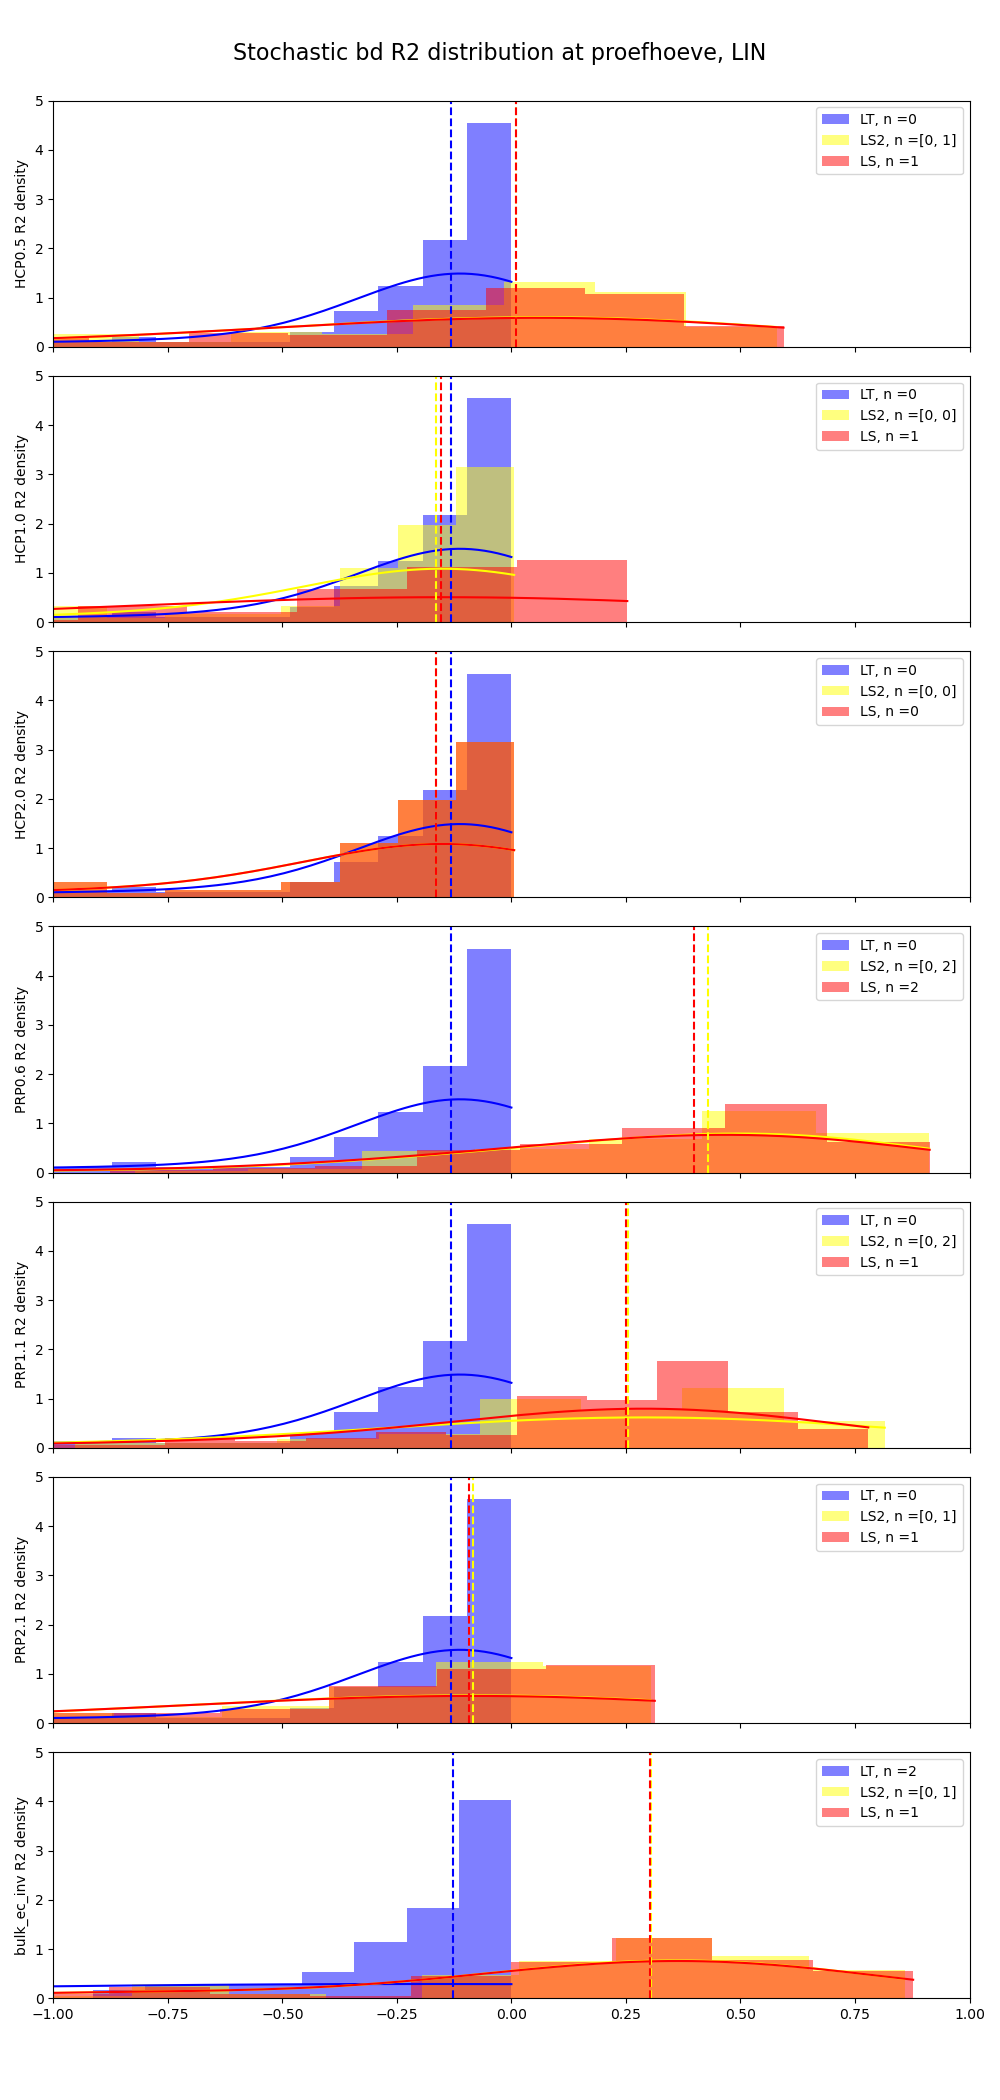 Stochastic bd R2 distribution at proefhoeve, LIN
HCP0.5 R2 density
5
4
3
2
1
0
LT, n =0
LS2, n =[0, 1]
LS, n =1
HCP1.0 R2 density
5
4
3
2
1
0
LT, n =0
LS2, n =[0, 0]
LS, n =1
HCP2.0 R2 density
5
4
3
2
1
0
LT, n =0
LS2, n =[0, 0]
LS, n =0
PRP0.6 R2 density
5
4
3
2
1
0
LT, n =0
LS2, n =[0, 2]
LS, n =2
PRP1.1 R2 density
5
4
3
2
1
0
LT, n =0
LS2, n =[0, 2]
LS, n =1
PRP2.1 R2 density
5
4
3
2
1
0
LT, n =0
LS2, n =[0, 1]
LS, n =1
bulk_ec_inv R2 density
5
4
3
2
1
0
LT, n =2
LS2, n =[0, 1]
LS, n =1
−1.00 −0.75 −0.50 −0.25 0.00 0.25 0.50 0.75 1.00